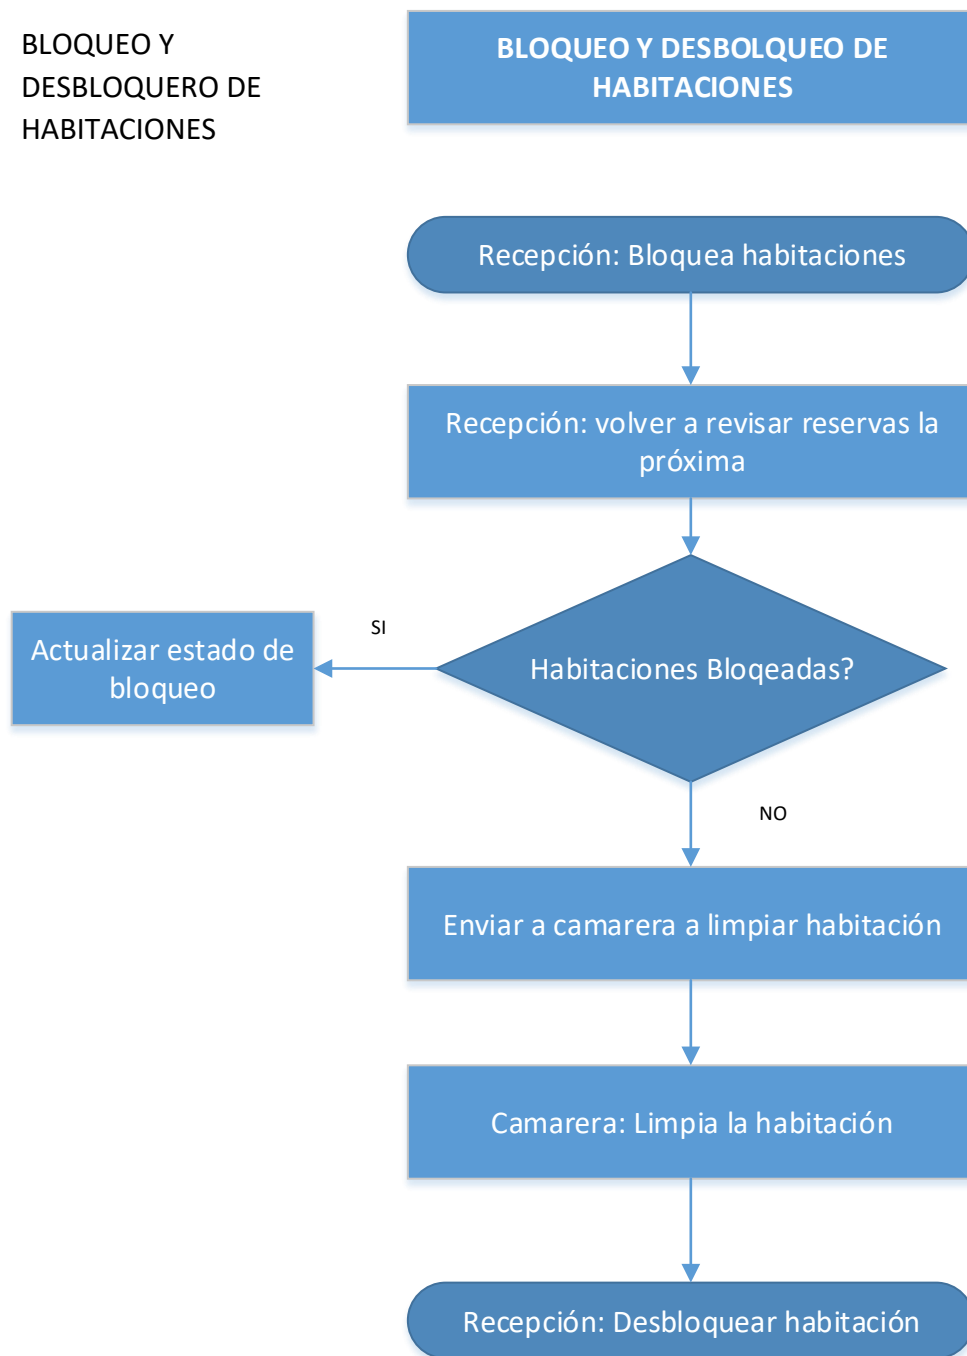 BLOQUEO Y
DESBLOQUERO DE
HABITACIONES
BLOQUEO Y DESBOLQUEO DE
HABITACIONES
Recepción: Bloquea habitaciones
Recepción: volver a revisar reservas la
próxima
SI
Actualizar estado de
bloqueo
Habitaciones Bloqeadas?
NO
Enviar a camarera a limpiar habitación
Camarera: Limpia la habitación
Recepción: Desbloquear habitación